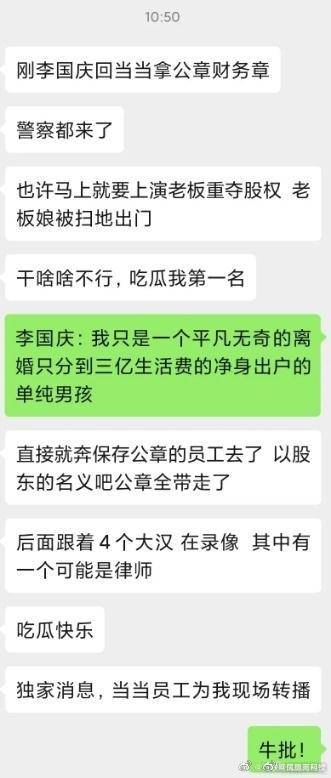 10:50
刚李国庆回当当拿公章财务章
警察都来了
也许马上就要上演老板重夺股权 老
板娘被扫地出门
干啥啥不行，吃瓜我第一名
李国庆：我只是一个平凡无奇的离
婚只分到三亿生活费的净身出户的
单纯男孩
直接就奔保存公章的员工去了 以股
东的名义吧公章全带走了
后面跟着4个大汉 在录像 其中有
一个可能是律师
吃瓜快乐
独家消息，当当员工为我现场转播
牛批！